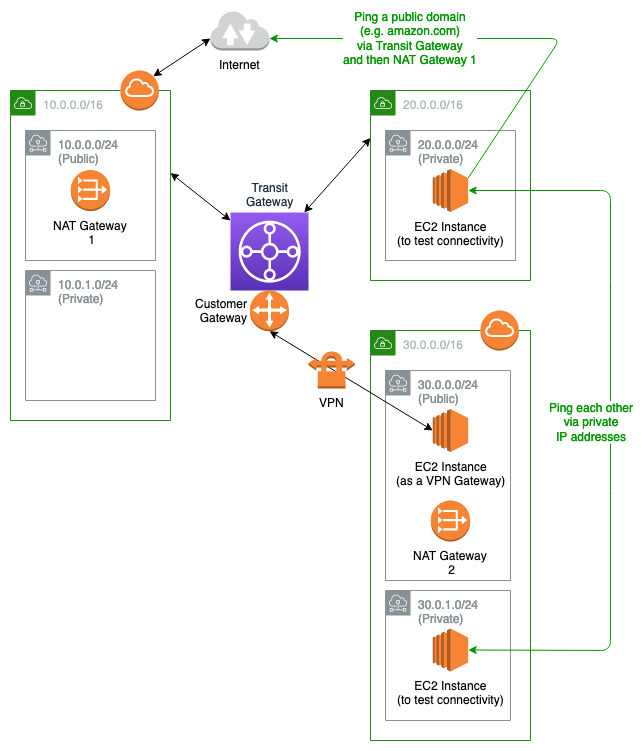 Ping a public domain
(e.g. amazon.com)
via Transit Gateway
and then NAT Gateway 1
Internet
10.0.0.0/16
10.0.0.0/24
(Public)
NAT Gateway
1
10.0.1.0/24
(Private)
Transit
Gateway
Customer
Gateway
VPN
20.0.0.0/16
20.0.0.0/24
(Private)
EC2 Instance
(to test connectivity)
30.0.0.0/16
30.0.0.0/24
(Public)
EC2 Instance
(as a VPN Gateway)
NAT Gateway
2
30.0.1.0/24
(Private)
EC2 Instance
(to test connectivity)
Ping each other
via private
IP addresses